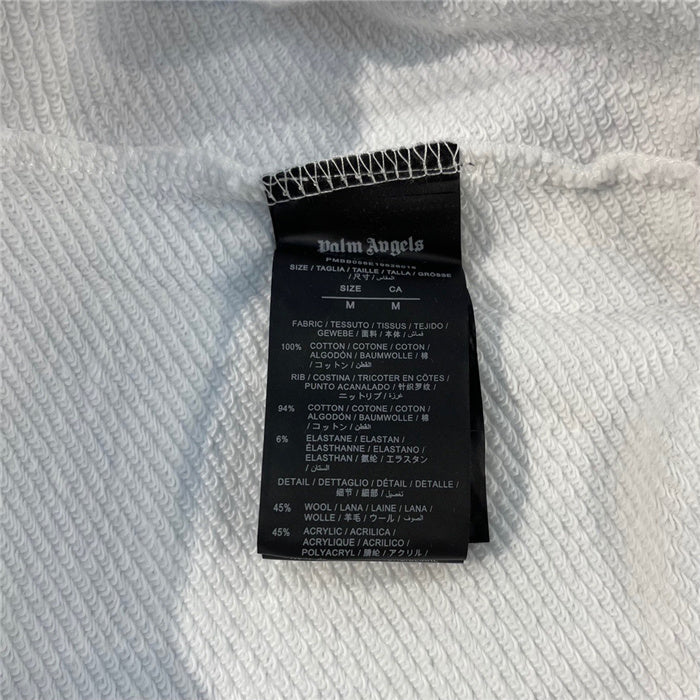 Palm Angels
SIZE / TAGLIA / TAILLE / TALLA / GRÖSSE
/ 尺寸 / المقاس /
SIZE CA
M M
FABRIC / TESSUTO / TISSUS / TEJIDO /
GEWEBE / 面料 / 本体 / قماش /
100% COTTON / COTONE / COTON /
ALGODÓN / BAUMWOLLE / 棉
/ コットン / القطن /
RIB / COSTINA / TRICOTER EN CÔTES /
PUNTO ACANALADO / 针织罗纹 /
ニットリブ /
94% COTTON / COTONE / COTON /
ALGODÓN / BAUMWOLLE / 棉
/ コットン / القطن /
6% ELASTANE / ELASTAN /
ÉLASTHANNE / ELASTANO /
ELASTHAN / 氨纶 / エラスタン
/ الاستان /
DETAIL / DETTAGLIO / DÉTAIL / DETALLE /
细节 / 細部 / تفصيل /
45% WOOL / LANA / LAINE / LANA /
WOLLE / 羊毛 / ウール / الصوف /
45% ACRYLIC / ACRILICA /
ACRYLIQUE / ACRILICO /
POLYACRYL / 腈纶 / アクリル /